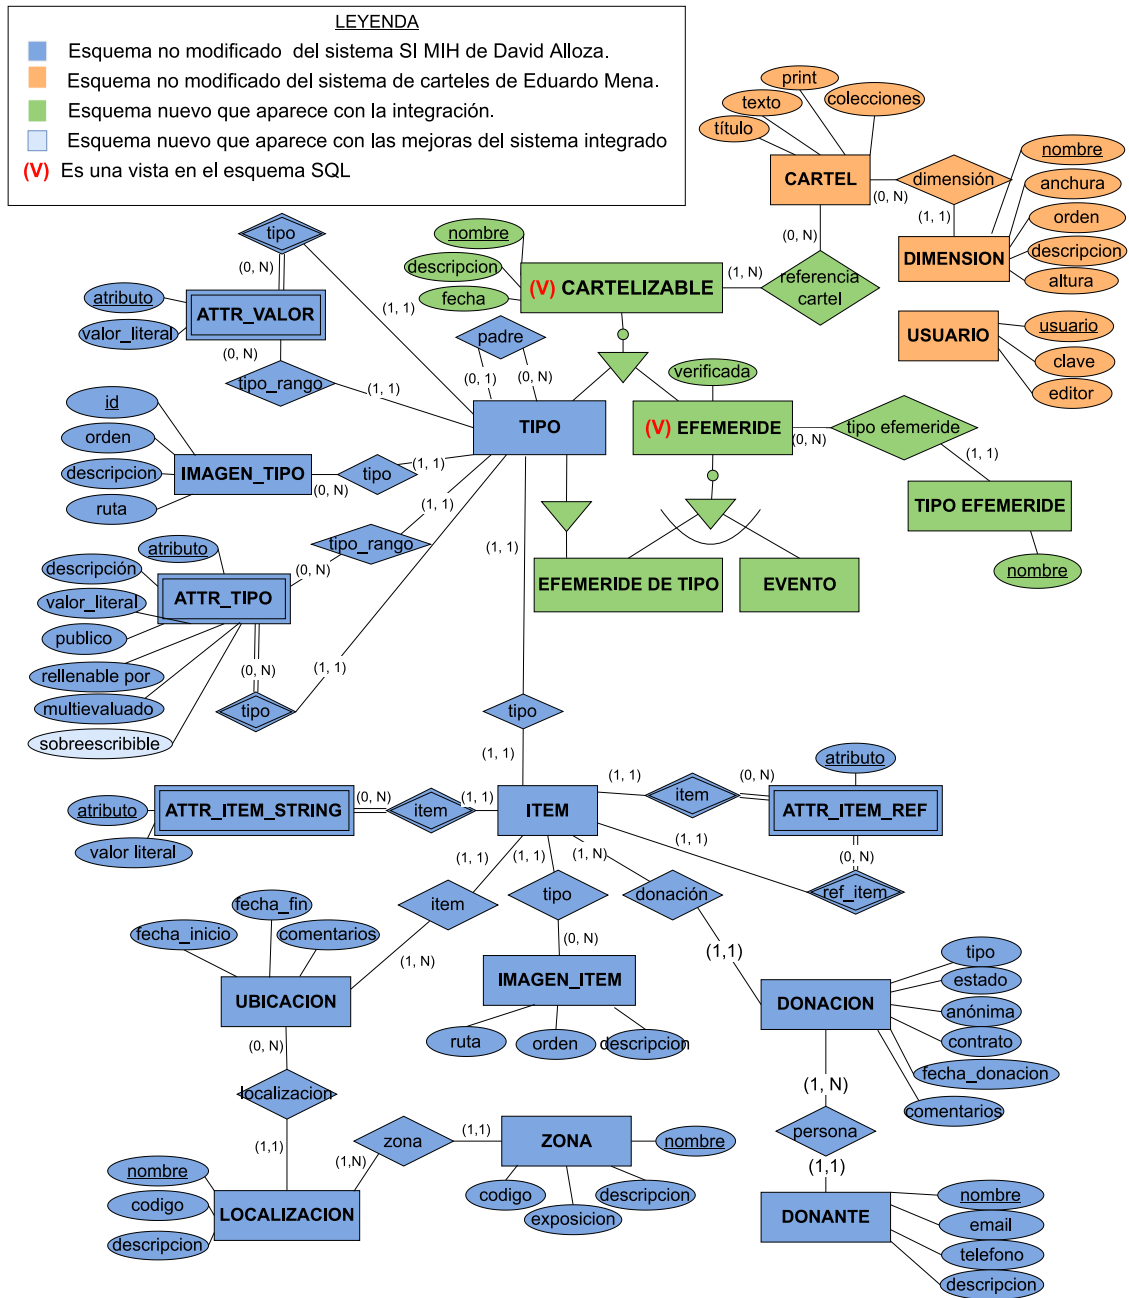 LEYENDA
Esquema no modificado del sistema SI MIH de David Alloza.
Esquema no modificado del sistema de carteles de Eduardo Mena.
Esquema nuevo que aparece con la integración.
Esquema nuevo que aparece con las mejoras del sistema integrado
(V) Es una vista en el esquema SQL
print
texto
colecciones
título
CARTEL
(0, N)
dimensión
(1, 1)
nombre
anchura
orden
descripcion
altura
DIMENSION
(0, N)
referencia
cartel
(1, N)
nombre
descripcion
fecha
(V) CARTELIZABLE
USUARIO
usuario
clave
editor
tipo
(0, N)
(1, 1)
atributo
valor_literal
ATTR_VALOR
(0, N)
tipo_rango
(1, 1)
padre
(0, 1)
(0, N)
verificada
TIPO
(V) EFEMERIDE
(0, N)
tipo efemeride
(1, 1)
TIPO EFEMERIDE
nombre
id
orden
descripcion
ruta
IMAGEN_TIPO
(0, N)
tipo
(1, 1)
(1, 1)
tipo_rango
(0, N)
EFEMERIDE DE TIPO
EVENTO
(1, 1)
atributo
descripción
valor_literal
publico
rellenable por
multievaluado
sobreescribible
ATTR_TIPO
(0, N)
tipo
(1, 1)
tipo
(1, 1)
atributo
valor literal
ATTR_ITEM_STRING
(0, N)
item
(1, 1)
ITEM
(1, 1)
item
(0, N)
atributo
ATTR_ITEM_REF
(0, N)
ref_item
(1, 1)
(1, 1)
(1, 1)
(1, N)
item
tipo
donación
(1, N)
(0, N)
(1,1)
fecha_fin
fecha_inicio
comentarios
UBICACION
IMAGEN_ITEM
ruta
orden
descripcion
DONACION
tipo
estado
anónima
contrato
fecha_donacion
comentarios
(0, N)
localizacion
(1,1)
(1, N)
persona
(1,1)
zona
(1,1)
(1,N)
ZONA
nombre
codigo
exposicion
descripcion
nombre
codigo
descripcion
LOCALIZACION
DONANTE
nombre
email
telefono
descripcion